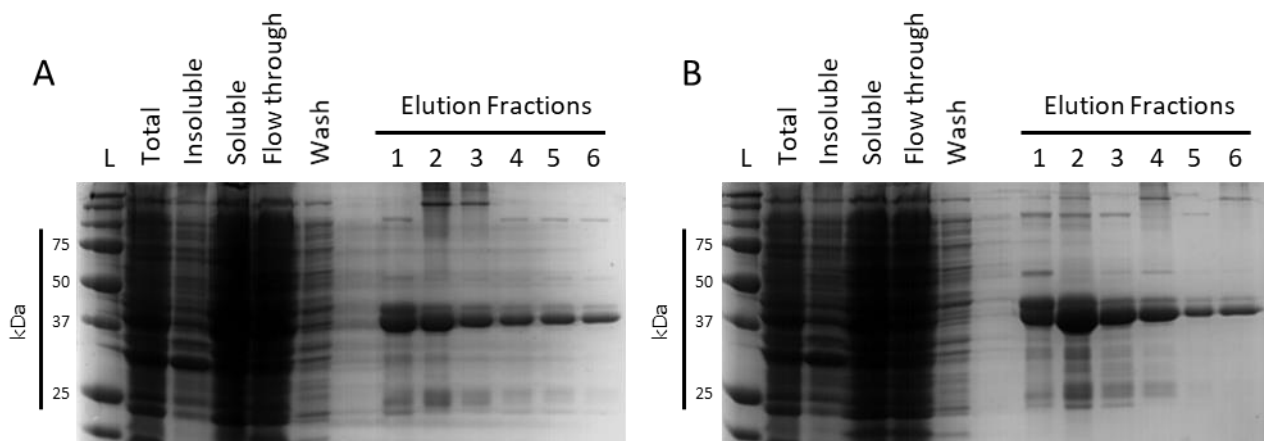 A
L
Total
Insoluble
Soluble
Flow through
Wash
Elution Fractions
1 2 3 4 5 6
kDa
75
50
37
25
B
L
Total
Insoluble
Soluble
Flow through
Wash
Elution Fractions
1 2 3 4 5 6
kDa
75
50
37
25